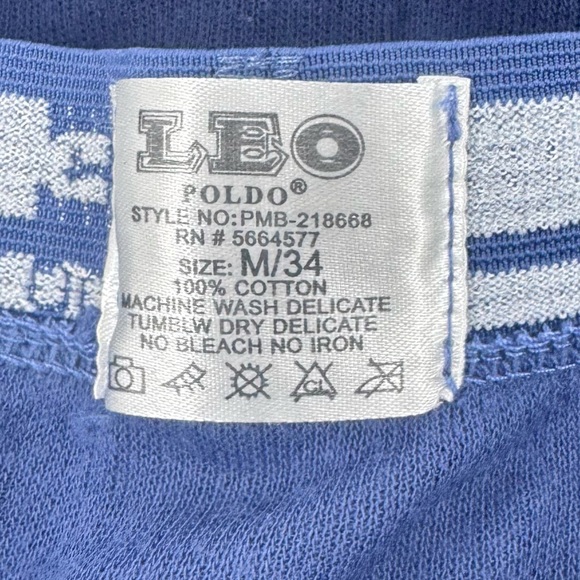 LEO
POLDO®
STYLE NO:PMB-218668
RN # 5664577
SIZE: M/34
100% COTTON
MACHINE WASH DELICATE
TUMBLW DRY DELICATE
NO BLEACH NO IRON
CL